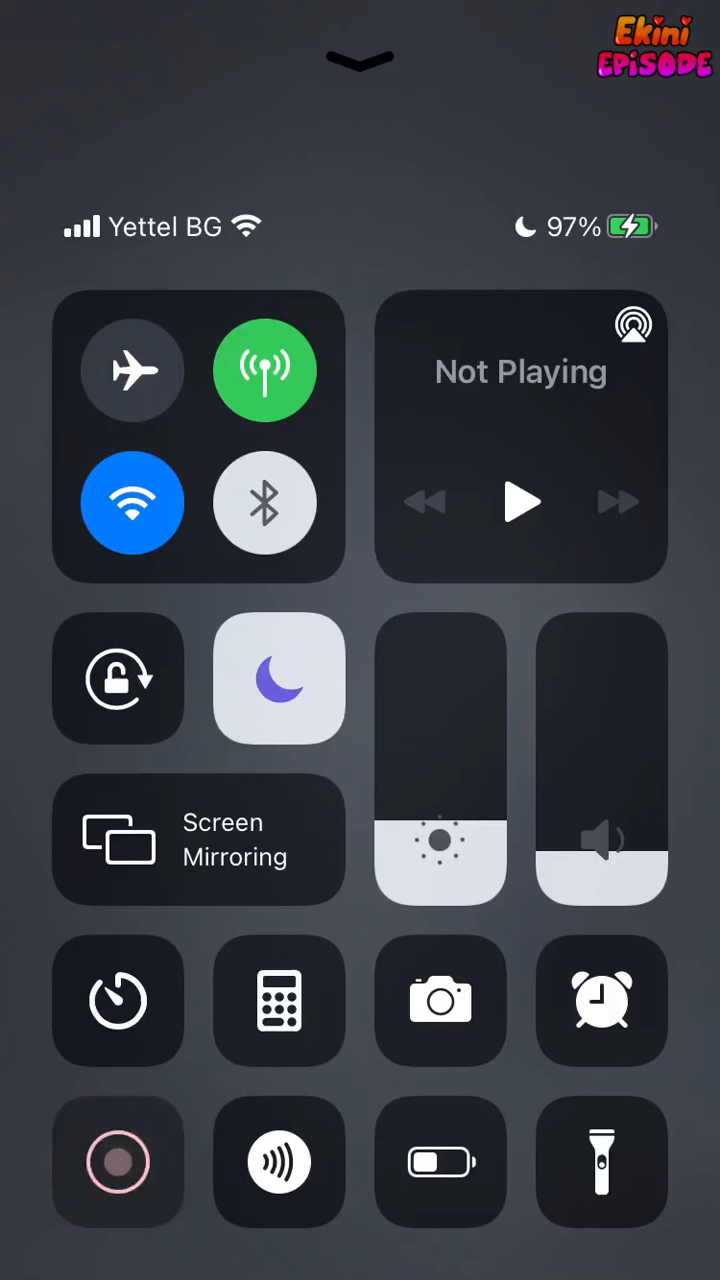 Ekini
EPiSODE
Yettel BG
97%
Not Playing
Screen
Mirroring